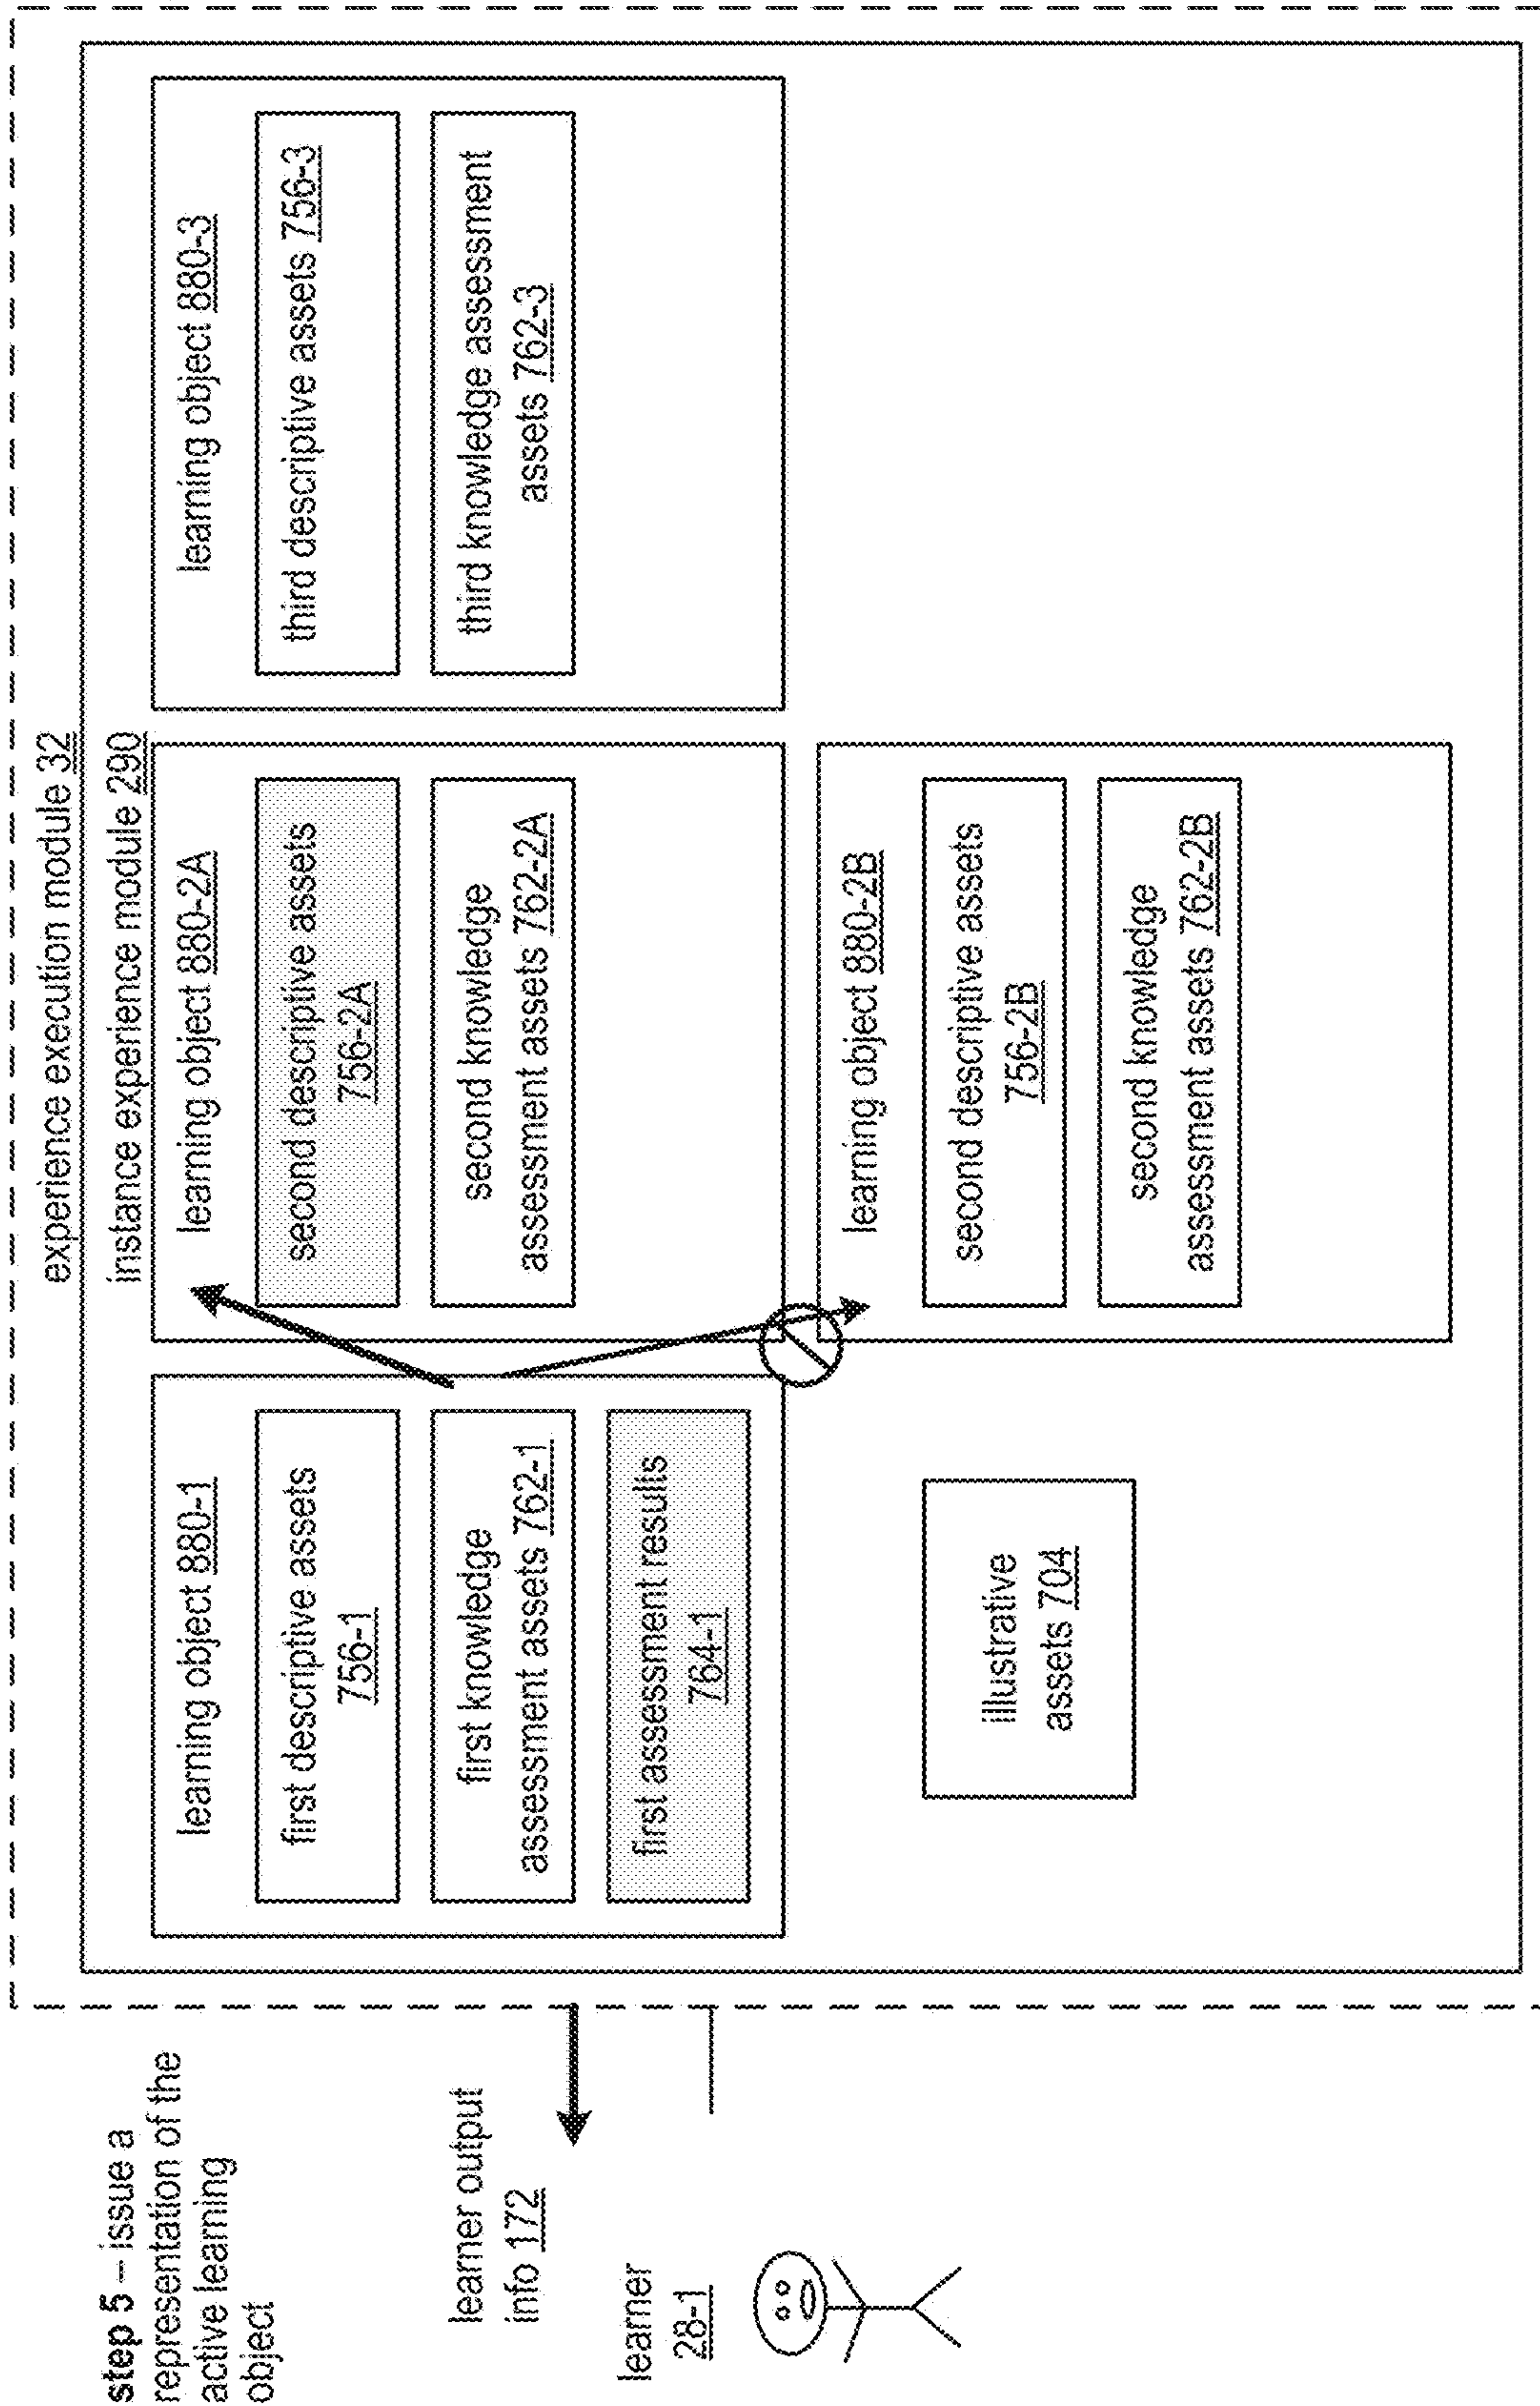 step 5 – issue a
representation of the
active learning
object
learner output
info 172
learner
28-1
experience execution module 32
instance experience module 290
learning object 880-1
first descriptive assets
756-1
first knowledge
assessment assets 762-1
first assessment results
764-1
illustrative
assets 704
learning object 880-2A
second descriptive assets
756-2A
second knowledge
assessment assets 762-2A
learning object 880-2B
second descriptive assets
756-2B
second knowledge
assessment assets 762-2B
learning object 880-3
third descriptive assets 756-3
third knowledge assessment
assets 762-3